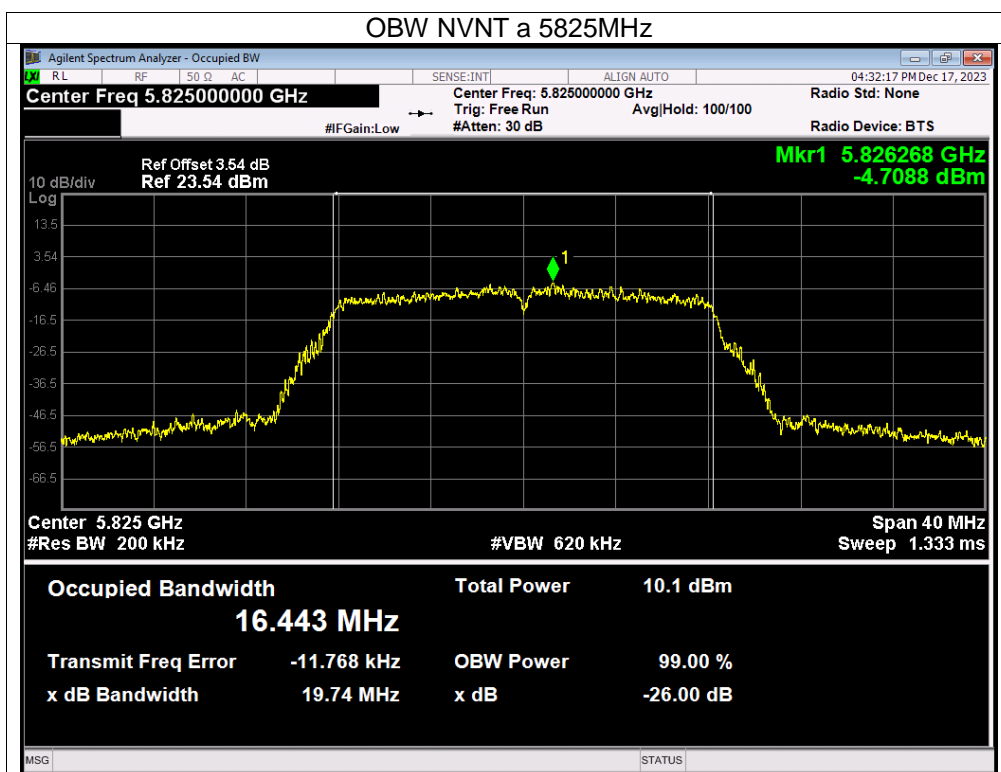 OBW NVNT a 5825MHz
Agilent Spectrum Analyzer - Occupied BW
LXI RL RF 50 Ω AC SENSE:INT ALIGN AUTO 04:32:17 PM Dec 17, 2023
Center Freq 5.825000000 GHz Center Freq: 5.825000000 GHz Radio Std: None
Trig: Free Run Avg|Hold: 100/100
#IFGain:Low #Atten: 30 dB Radio Device: BTS
Mkr1 5.826268 GHz
-4.7088 dBm
Ref Offset 3.54 dB
10 dB/div Ref 23.54 dBm
Log
13.5
3.54
-6.46
-16.5
-26.5
-36.5
-46.5
-56.5
-66.5
1
Center 5.825 GHz Span 40 MHz
#Res BW 200 kHz #VBW 620 kHz Sweep 1.333 ms
Occupied Bandwidth Total Power 10.1 dBm
16.443 MHz
Transmit Freq Error -11.768 kHz OBW Power 99.00 %
x dB Bandwidth 19.74 MHz x dB -26.00 dB
MSG STATUS